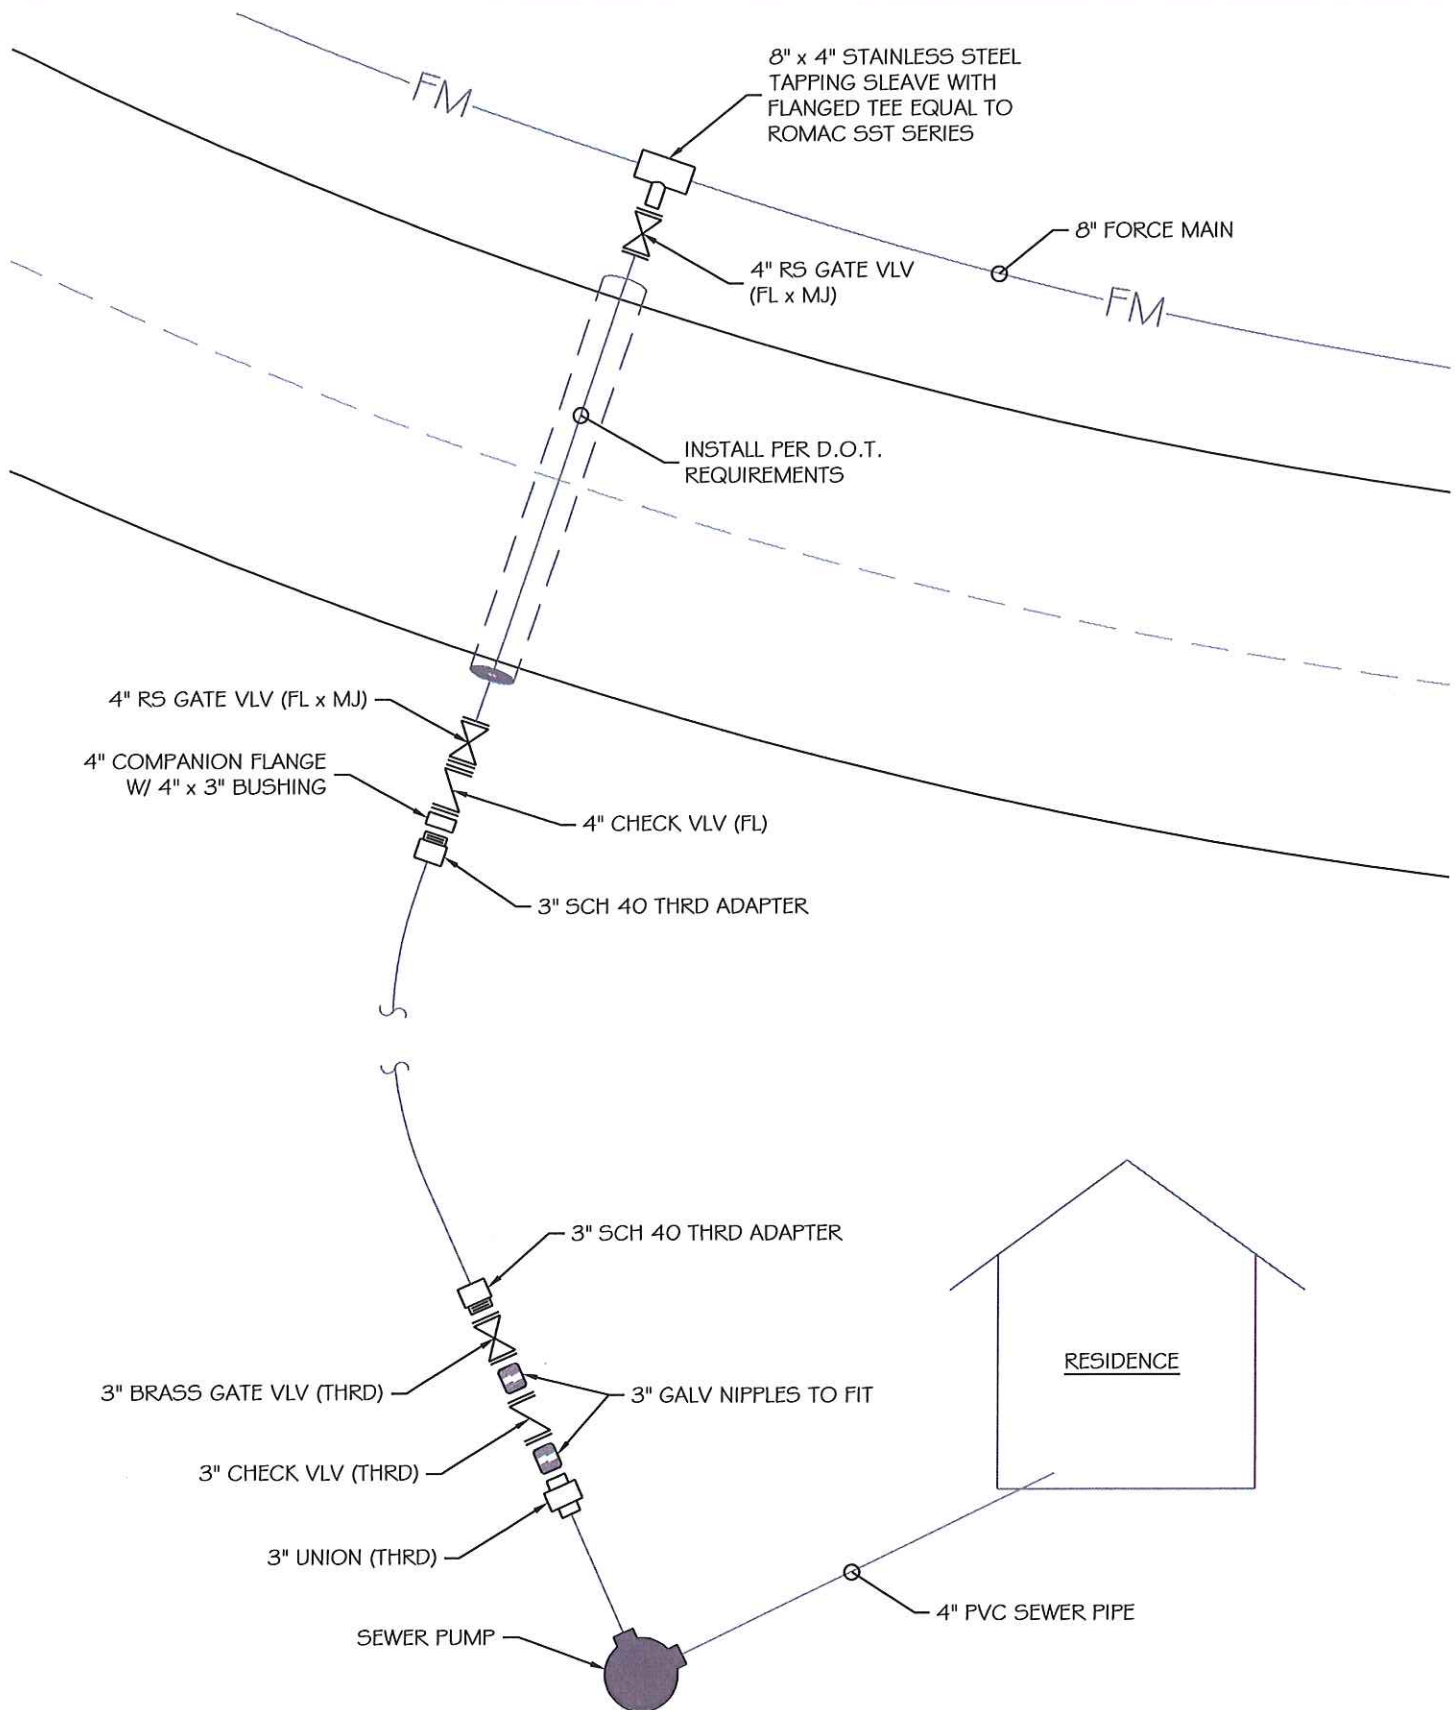 8" x 4" STAINLESS STEEL
TAPPING SLEAVE WITH
FLANGED TEE EQUAL TO
ROMAC SST SERIES
FM
8" FORCE MAIN
4" RS GATE VLV
(FL x MJ)
FM
INSTALL PER D.O.T.
REQUIREMENTS
4" RS GATE VLV (FL x MJ)
4" COMPANION FLANGE
W/ 4" x 3" BUSHING
4" CHECK VLV (FL)
3" SCH 40 THRD ADAPTER
3" SCH 40 THRD ADAPTER
RESIDENCE
3" BRASS GATE VLV (THRD)
3" GALV NIPPLES TO FIT
3" CHECK VLV (THRD)
3" UNION (THRD)
4" PVC SEWER PIPE
SEWER PUMP